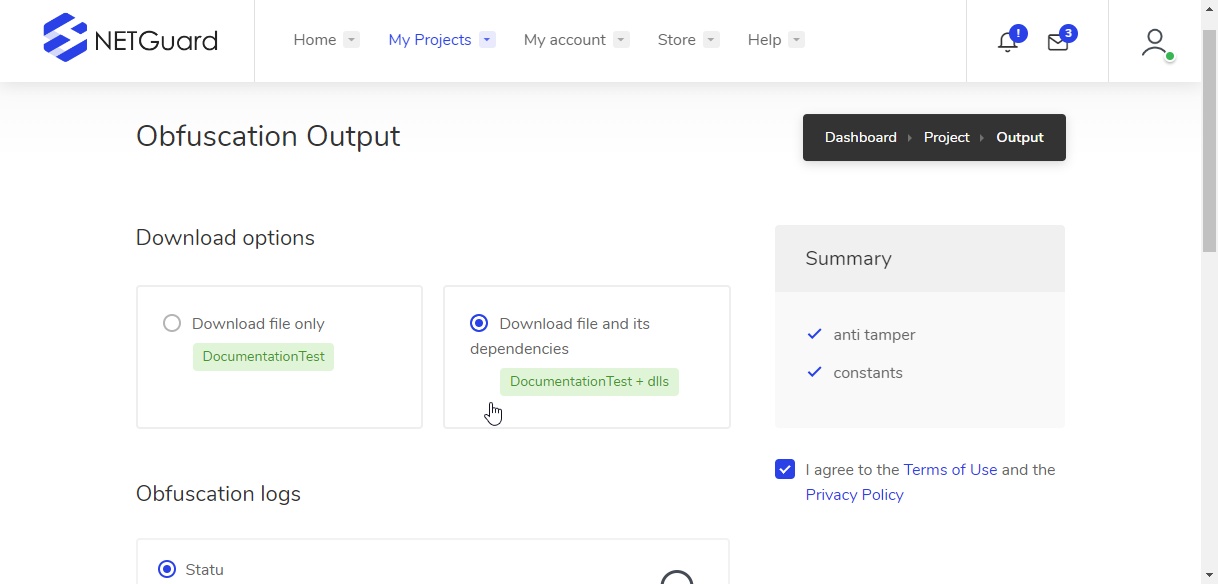 NETGuard
Home
My Projects
My account
Store
Help
!
3
Obfuscation Output
Dashboard
Project
Output
Download options
Download file only
DocumentationTest
Download file and its
dependencies
DocumentationTest + dlls
Summary
anti tamper
constants
I agree to the Terms of Use and the
Privacy Policy
Obfuscation logs
Statu